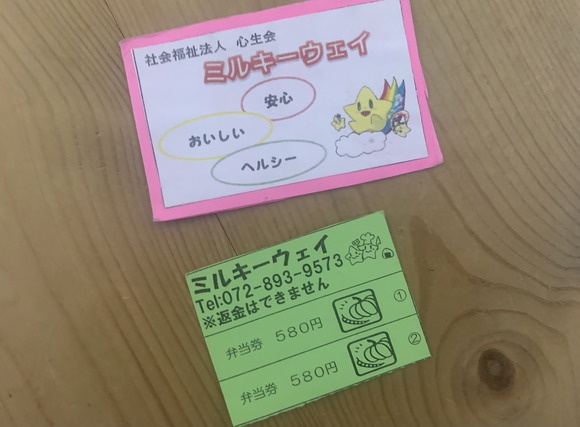 社会福祉法人 心生会
ミルキーウェイ
安心
おいしい
ヘルシー
ミルキーウェイ
Tel:072-893-9573
※返金はできません
弁当券 580円 ①
弁当券 580円 ②